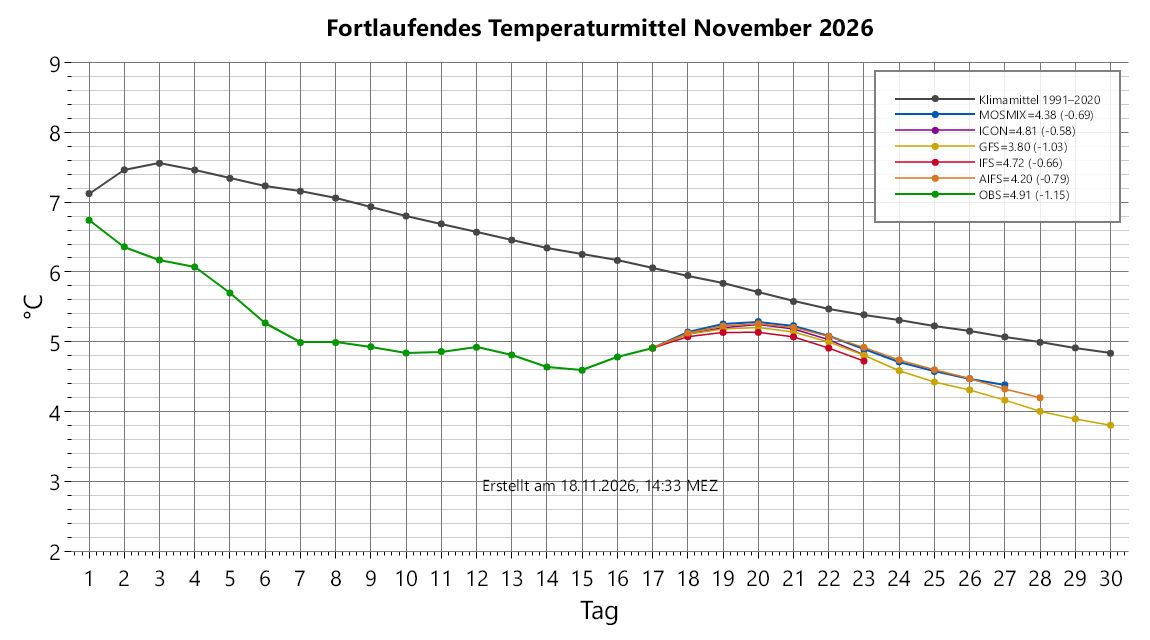 Fortlaufendes Temperaturmittel November 2026
9
8
7
6
5
4
3
2
°C
Klimamittel 1991–2020
MOSMIX=4.38 (-0.69)
ICON=4.81 (-0.58)
GFS=3.80 (-1.03)
IFS=4.72 (-0.66)
AIFS=4.20 (-0.79)
OBS=4.91 (-1.15)
Erstellt am 18.11.2026, 14:33 MEZ
1 2 3 4 5 6 7 8 9 10 11 12 13 14 15 16 17 18 19 20 21 22 23 24 25 26 27 28 29 30
Tag